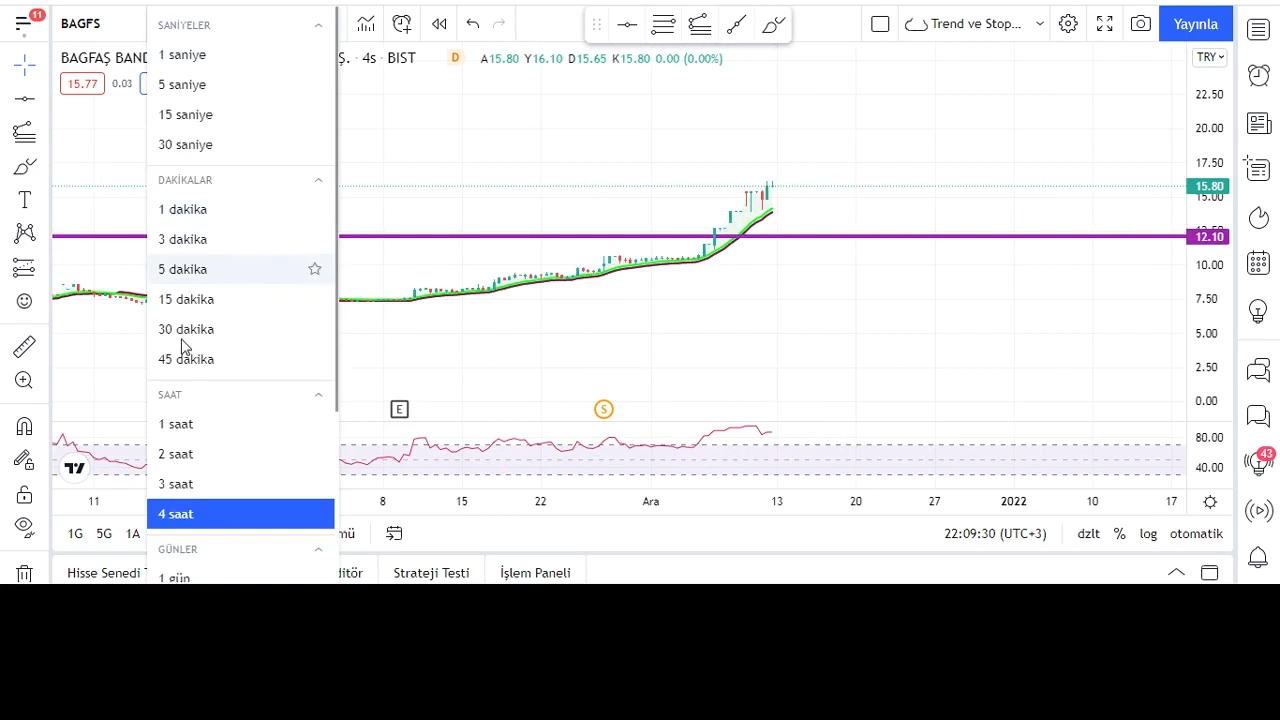 11
BAGFS
SANİYELER
Trend ve Stop...
Yayınla
1 saniye
BAGFAŞ BAND
Ş. · 4s · BIST
D
A15.80 Y16.10 D15.65 K15.80 0.00 (0.00%)
TRY
15.77
0.03
5 saniye
22.50
15 saniye
20.00
30 saniye
17.50
DAKİKALAR
15.80
15.00
1 dakika
12.10
3 dakika
10.00
5 dakika
7.50
15 dakika
30 dakika
5.00
45 dakika
2.50
SAAT
0.00
E
S
1 saat
80.00
2 saat
43
40.00
3 saat
11
8
15
22
Ara
13
20
27
2022
10
17
4 saat
1G
5G
1A
mü
22:09:30 (UTC+3)
dzlt
%
log
otomatik
GÜNLER
1 gün
Hisse Senedi T
ditör
Strateji Testi
İşlem Paneli